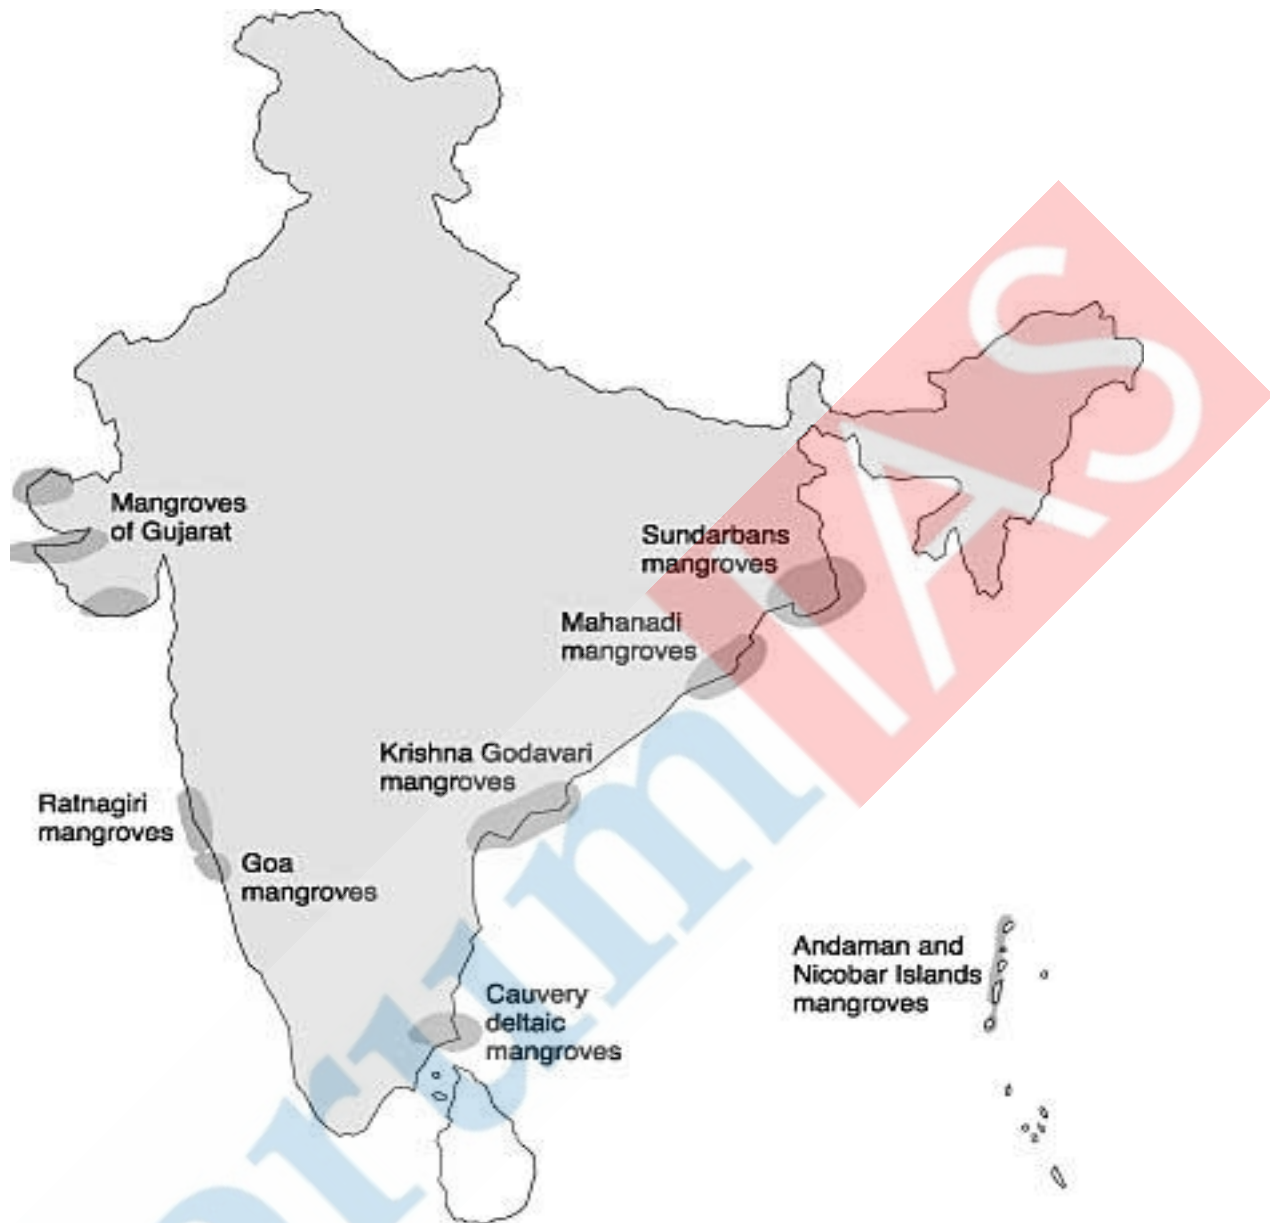 Mangroves
of Gujarat
Sundarbans
mangroves
Mahanadi
mangroves
Krishna Godavari
mangroves
Ratnagiri
mangroves
Goa
mangroves
Andaman and
Nicobar Islands
mangroves
Cauvery
deltaic
mangroves
orum
IAS